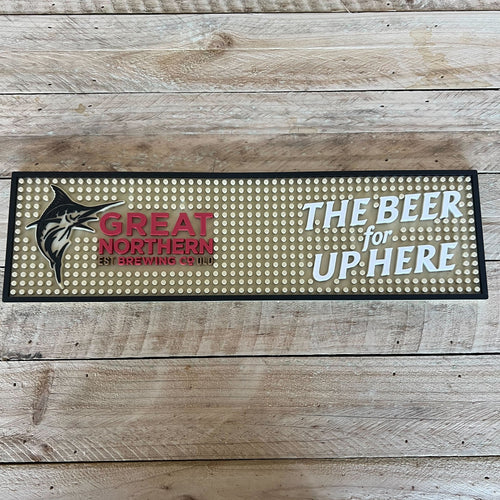 GREAT
NORTHERN
EST BREWING CO QLD
THE BEER
for
UP HERE